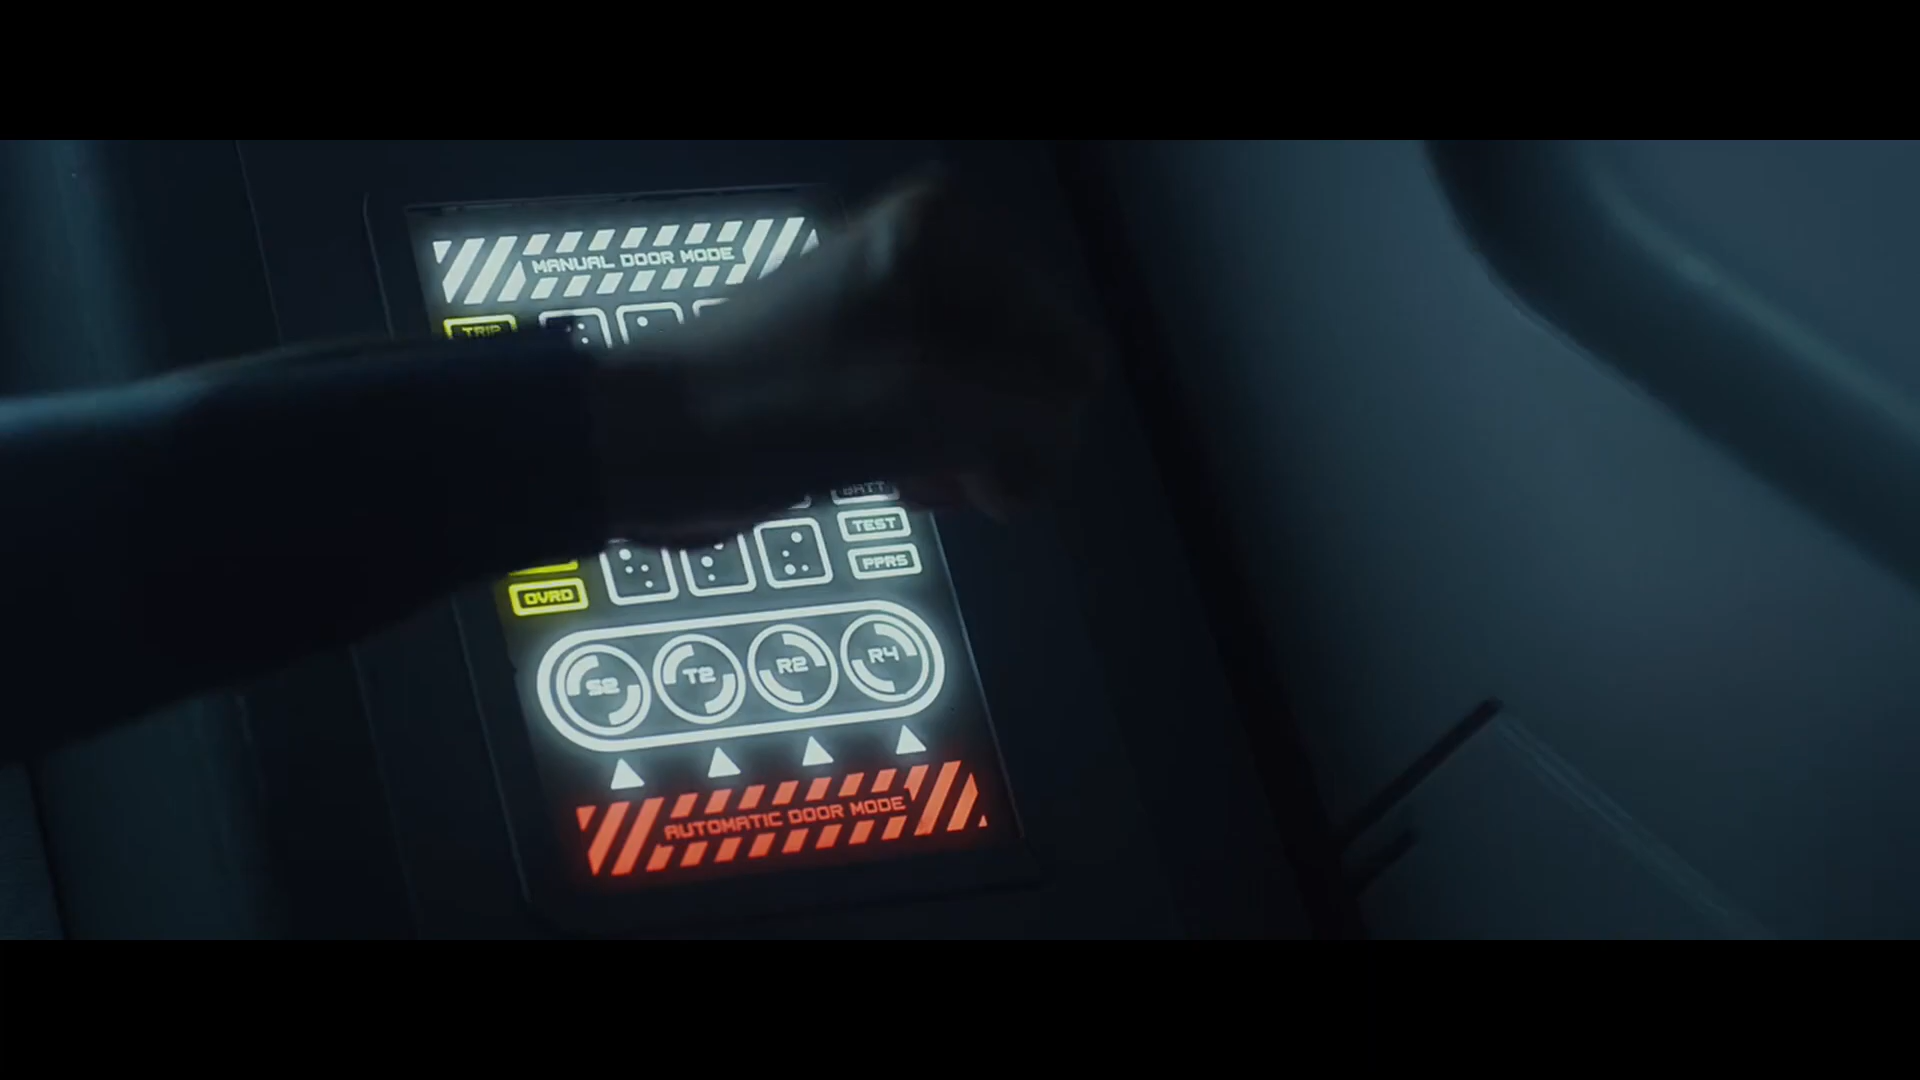 MANUAL DOOR MODE
TRIP
BATT
TEST
PPRS
OVRD
S2 T2 R2 R4
AUTOMATIC DOOR MODE